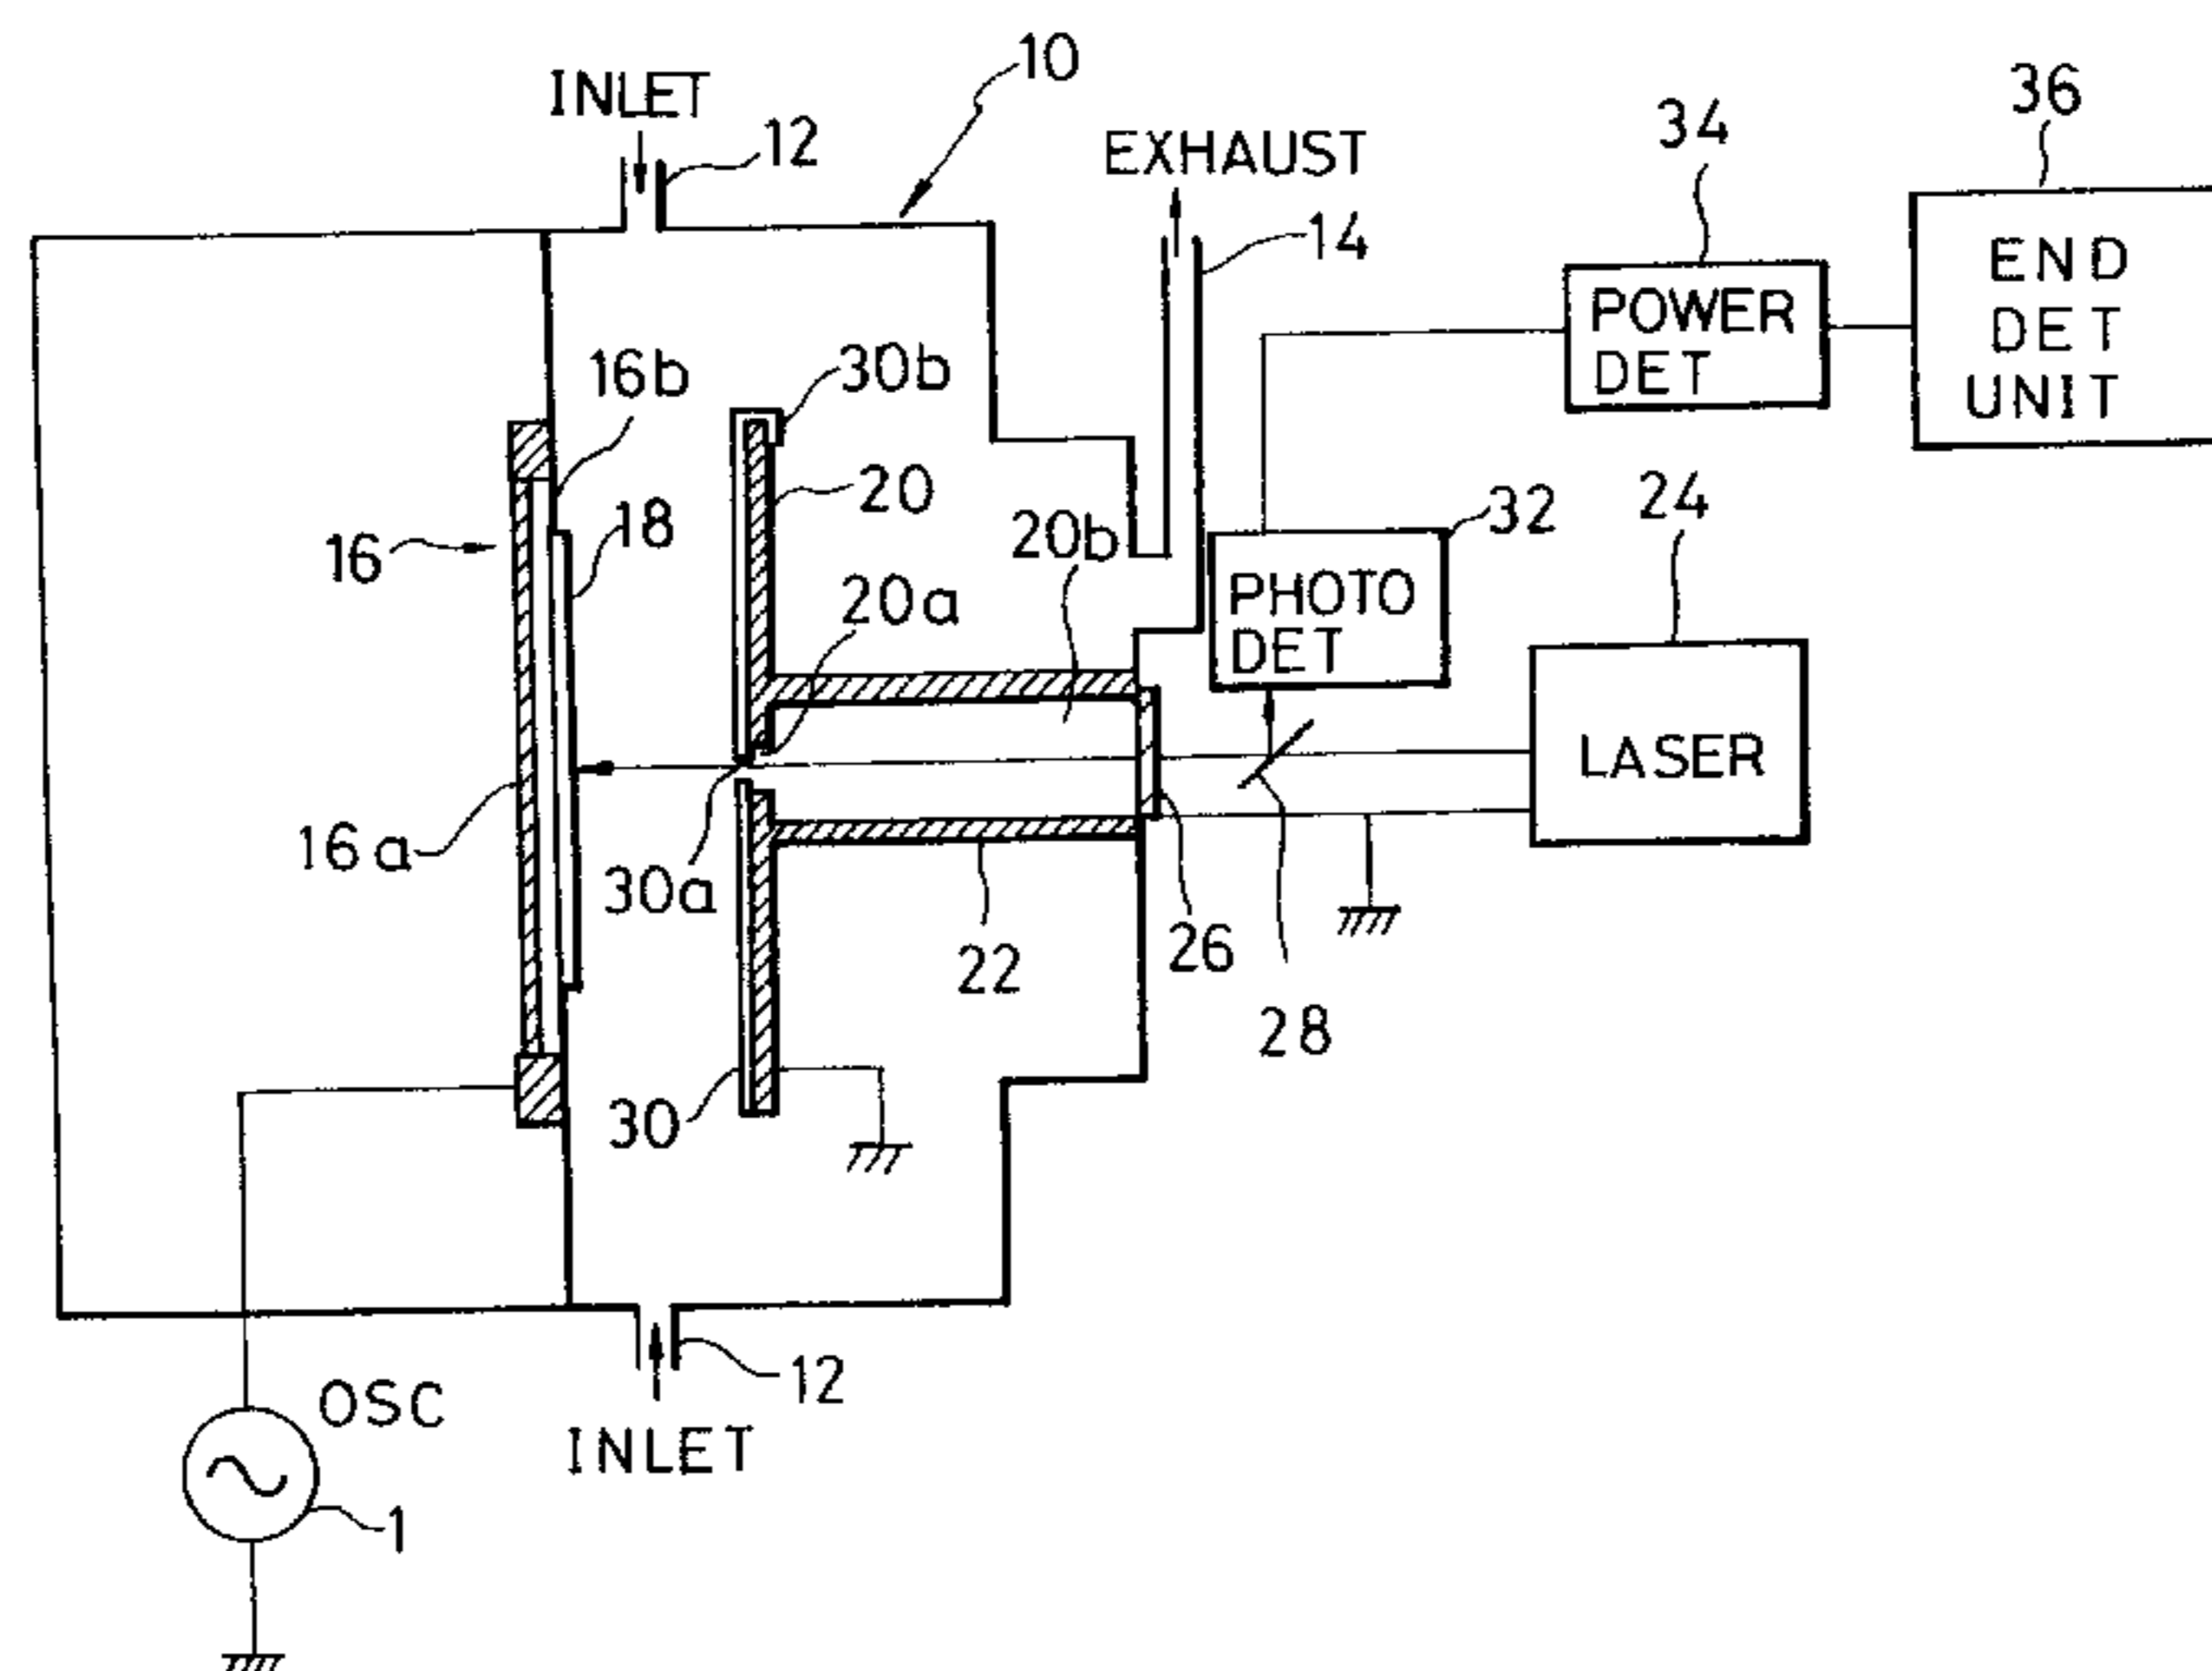 10
INLET
12
EXHAUST
14
34
36
POWER
DET
END
DET
UNIT
16b
30b
20
18
16
20b
20a
32
24
PHOTO
DET
LASER
16a
30a
22
26
28
30
12
INLET
OSC
1